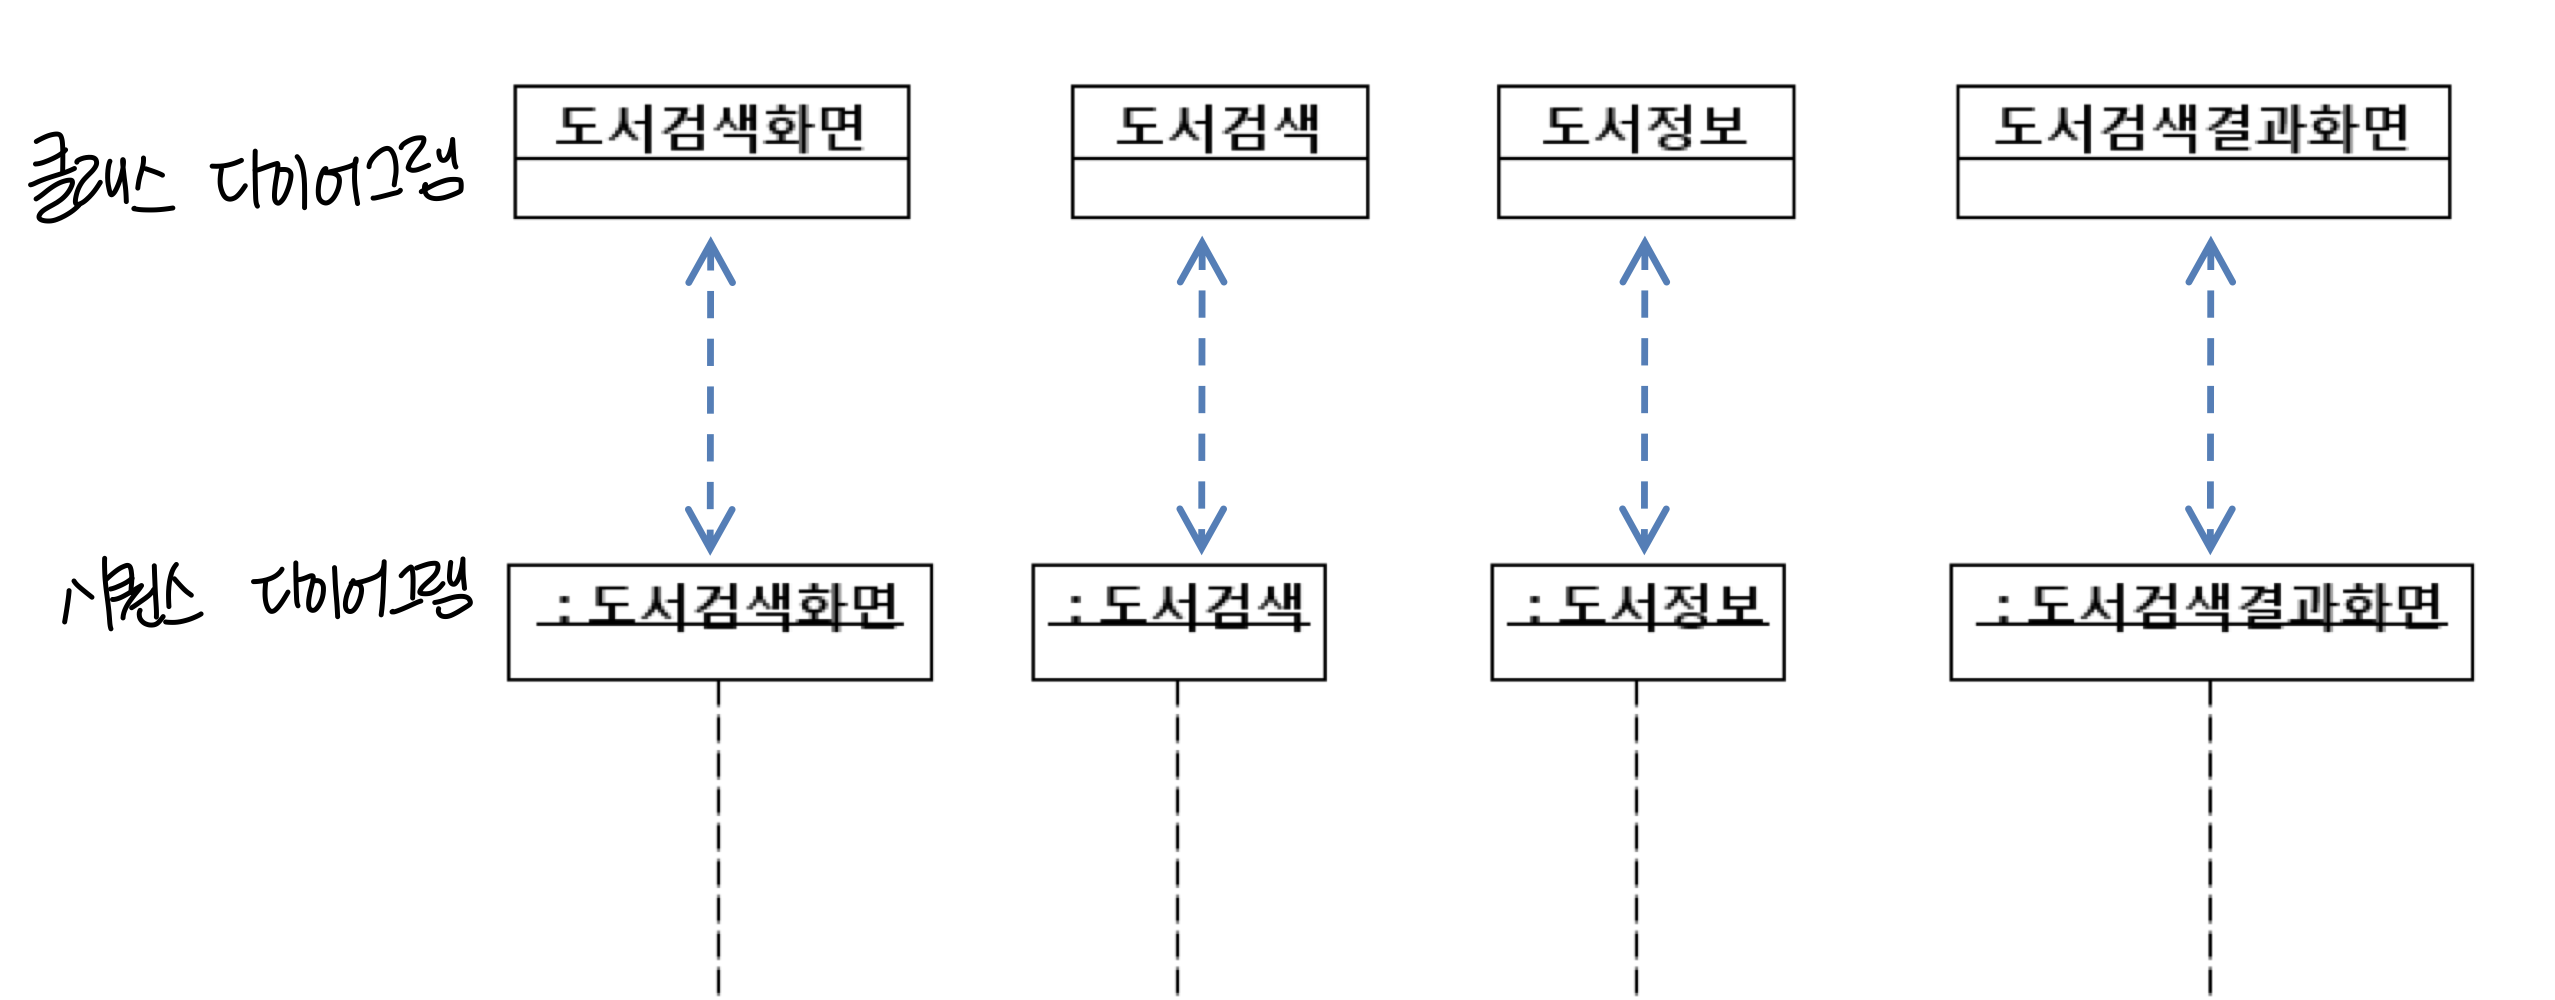 클래스 다이어그램
도서검색화면
도서검색
도서정보
도서검색결과화면
시퀀스 다이어그램
: 도서검색화면
: 도서검색
: 도서정보
: 도서검색결과화면